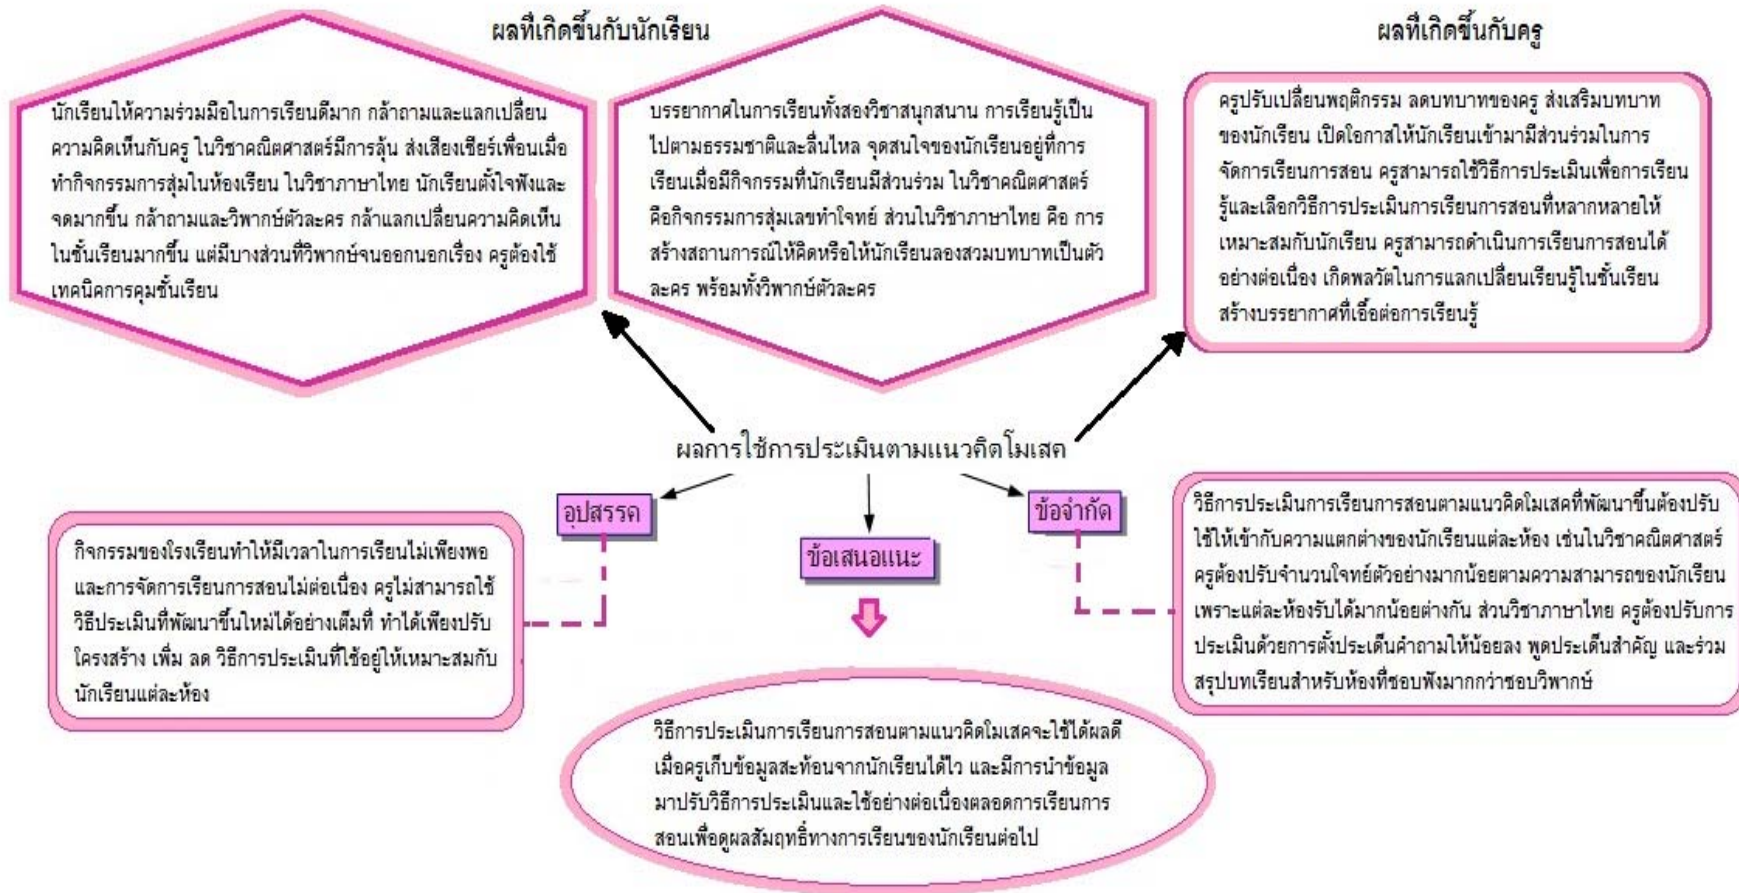 ผลที่เกิดขึ้นกับนักเรียน
ผลที่เกิดขึ้นกับครู
นักเรียนให้ความร่วมมือในการเรียนดีมาก กล้าถามและแลกเปลี่ยน
ความคิดเห็นกับครู ในวิชาคณิตศาสตร์มีการลุ้น ส่งเสียงเชียร์เพื่อนเมื่อ
ทำกิจกรรมการสุ่มในห้องเรียน ในวิชาภาษาไทย นักเรียนตั้งใจฟังและ
จดมากขึ้น กล้าถามและวิพากษ์ตัวละคร กล้าแลกเปลี่ยนความคิดเห็น
ในชั้นเรียนมากขึ้น แต่มีบางส่วนที่วิพากษ์จนออกนอกเรื่อง ครูต้องใช้
เทคนิคการคุมชั้นเรียน
บรรยากาศในการเรียนทั้งสองวิชาสนุกสนาน การเรียนรู้เป็น
ไปตามธรรมชาติและลื่นไหล จุดสนใจของนักเรียนอยู่ที่การ
เรียนเมื่อมีกิจกรรมที่นักเรียนมีส่วนร่วม ในวิชาคณิตศาสตร์
คือกิจกรรมการสุ่มเลขทำโจทย์ ส่วนในวิชาภาษาไทย คือ การ
สร้างสถานการณ์ให้คิดหรือให้นักเรียนลองสวมบทบาทเป็นตัว
ละคร พร้อมทั้งวิพากษ์ตัวละคร
ครูปรับเปลี่ยนพฤติกรรม ลดบทบาทของครู ส่งเสริมบทบาท
ของนักเรียน เปิดโอกาสให้นักเรียนเข้ามามีส่วนร่วมในการ
จัดการเรียนการสอน ครูสามารถใช้วิธีการประเมินเพื่อการเรียน
รู้และเลือกวิธีการประเมินการเรียนการสอนที่หลากหลายให้
เหมาะสมกับนักเรียน ครูสามารถดำเนินการเรียนการสอนได้
อย่างต่อเนื่อง เกิดพลวัตในการแลกเปลี่ยนเรียนรู้ในชั้นเรียน
สร้างบรรยากาศที่เอื้อต่อการเรียนรู้
ผลการใช้การประเมินตามแนวคิดโมเสค
อุปสรรค
ข้อเสนอแนะ
ข้อจำกัด
กิจกรรมของโรงเรียนทำให้มีเวลาในการเรียนไม่เพียงพอ
และการจัดการเรียนการสอนไม่ต่อเนื่อง ครูไม่สามารถใช้
วิธีประเมินที่พัฒนาขึ้นใหม่ได้อย่างเต็มที่ ทำได้เพียงปรับ
โครงสร้าง เพิ่ม ลด วิธีการประเมินที่ใช้อยู่ให้เหมาะสมกับ
นักเรียนแต่ละห้อง
วิธีการประเมินการเรียนการสอนตามแนวคิดโมเสคที่พัฒนาขึ้นต้องปรับ
ใช้ให้เข้ากับความแตกต่างของนักเรียนแต่ละห้อง เช่นในวิชาคณิตศาสตร์
ครูต้องปรับจำนวนโจทย์ตัวอย่างมากน้อยตามความสามารถของนักเรียน
เพราะแต่ละห้องรับได้มากน้อยต่างกัน ส่วนวิชาภาษาไทย ครูต้องปรับการ
ประเมินด้วยการตั้งประเด็นคำถามให้น้อยลง พูดประเด็นสำคัญ และร่วม
สรุปบทเรียนสำหรับห้องที่ชอบฟังมากกว่าชอบวิพากษ์
วิธีการประเมินการเรียนการสอนตามแนวคิดโมเสคจะใช้ได้ผลดี
เมื่อครูเก็บข้อมูลสะท้อนจากนักเรียนได้ไว และมีการนำข้อมูล
มาปรับวิธีการประเมินและใช้อย่างต่อเนื่องตลอดการเรียนการ
สอนเพื่อดูผลสัมฤทธิ์ทางการเรียนของนักเรียนต่อไป